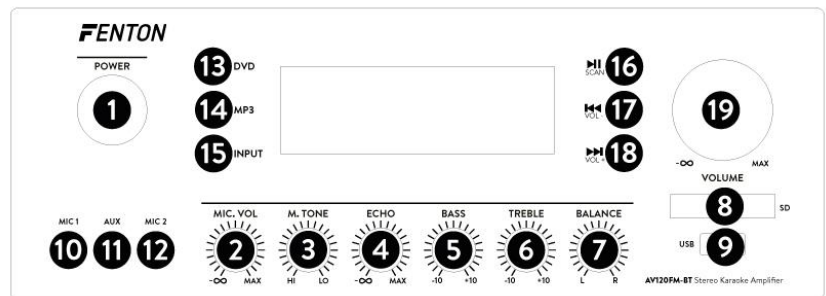 FENTON
POWER
1
13 DVD
14 MP3
15 INPUT
SCAN 16
VOL - 17
VOL + 18
19
-∞ MAX
VOLUME
8 SD
USB 9
MIC 1 AUX MIC 2
10 11 12
MIC. VOL M. TONE ECHO BASS TREBLE BALANCE
2 3 4 5 6 7
-∞ MAX HI LO -∞ MAX -10 +10 -10 +10 L R
AV120FM-BT Stereo Karaoke Amplifier